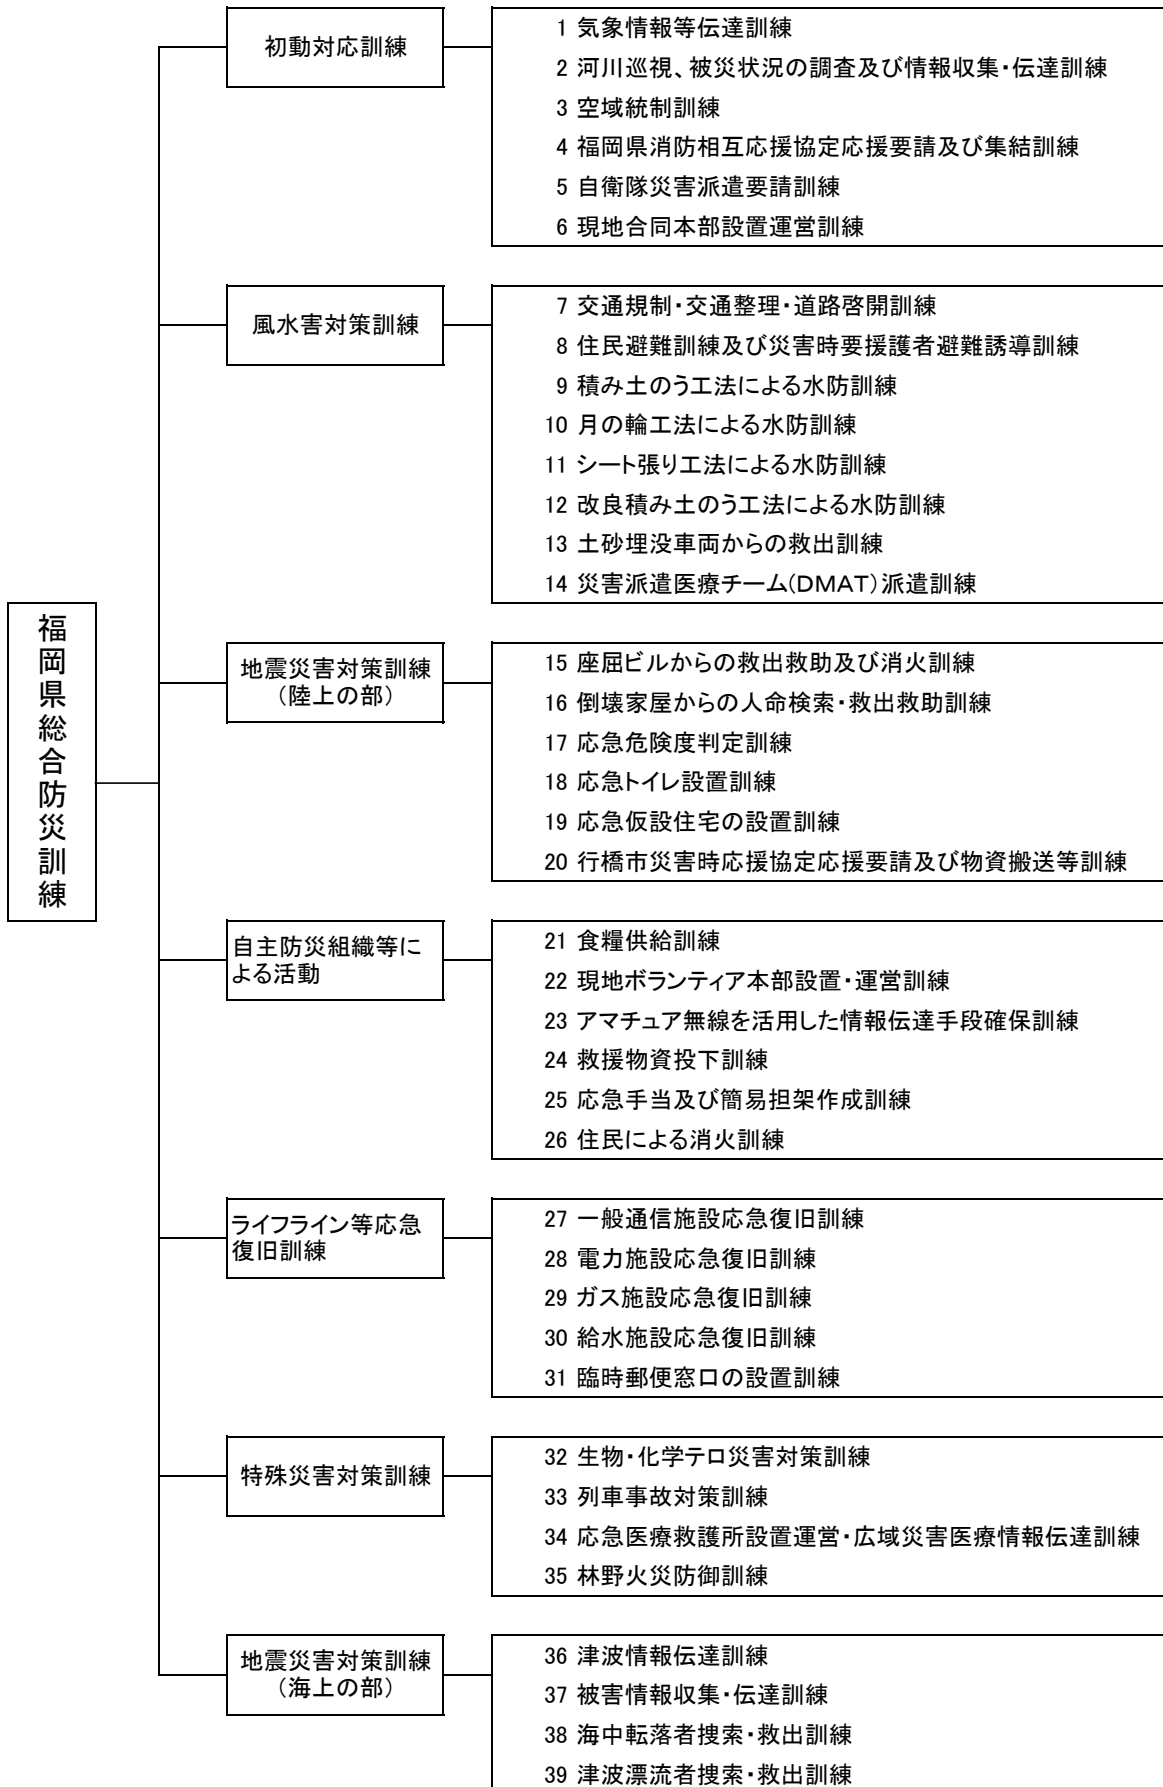 福岡県総合防災訓練
初動対応訓練
1 気象情報等伝達訓練
2 河川巡視、被災状況の調査及び情報収集・伝達訓練
3 空域統制訓練
4 福岡県消防相互応援協定応援要請及び集結訓練
5 自衛隊災害派遣要請訓練
6 現地合同本部設置運営訓練
風水害対策訓練
7 交通規制・交通整理・道路啓開訓練
8 住民避難訓練及び災害時要援護者避難誘導訓練
9 積み土のう工法による水防訓練
10 月の輪工法による水防訓練
11 シート張り工法による水防訓練
12 改良積み土のう工法による水防訓練
13 土砂埋没車両からの救出訓練
14 災害派遣医療チーム(DMAT)派遣訓練
地震災害対策訓練
（陸上の部）
15 座屈ビルからの救出救助及び消火訓練
16 倒壊家屋からの人命検索・救出救助訓練
17 応急危険度判定訓練
18 応急トイレ設置訓練
19 応急仮設住宅の設置訓練
20 行橋市災害時応援協定応援要請及び物資搬送等訓練
自主防災組織等に
よる活動
21 食糧供給訓練
22 現地ボランティア本部設置・運営訓練
23 アマチュア無線を活用した情報伝達手段確保訓練
24 救援物資投下訓練
25 応急手当及び簡易担架作成訓練
26 住民による消火訓練
ライフライン等応急
復旧訓練
27 一般通信施設応急復旧訓練
28 電力施設応急復旧訓練
29 ガス施設応急復旧訓練
30 給水施設応急復旧訓練
31 臨時郵便窓口の設置訓練
特殊災害対策訓練
32 生物・化学テロ災害対策訓練
33 列車事故対策訓練
34 応急医療救護所設置運営・広域災害医療情報伝達訓練
35 林野火災防御訓練
地震災害対策訓練
（海上の部）
36 津波情報伝達訓練
37 被害情報収集・伝達訓練
38 海中転落者捜索・救出訓練
39 津波漂流者捜索・救出訓練